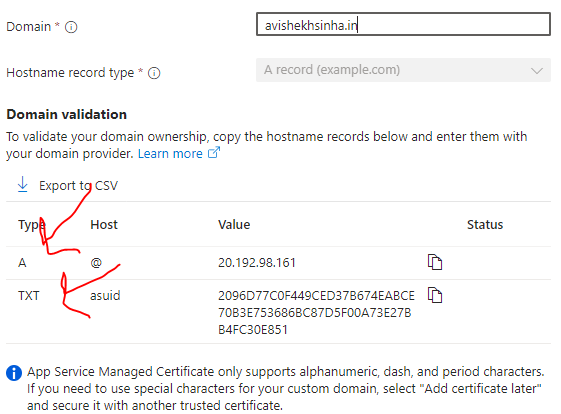 Domain *
avishekhsinha.in
Hostname record type *
A record (example.com)
Domain validation
To validate your domain ownership, copy the hostname records below and enter them with
your domain provider. Learn more
Export to CSV
Type Host Value Status
A @ 20.192.98.161
TXT asuid 2096D77C0F449CED37B674EABCE
70B3E753686BC87D5F00A73E27B
B4FC30E851
App Service Managed Certificate only supports alphanumeric, dash, and period characters.
If you need to use special characters for your custom domain, select "Add certificate later"
and secure it with another trusted certificate.